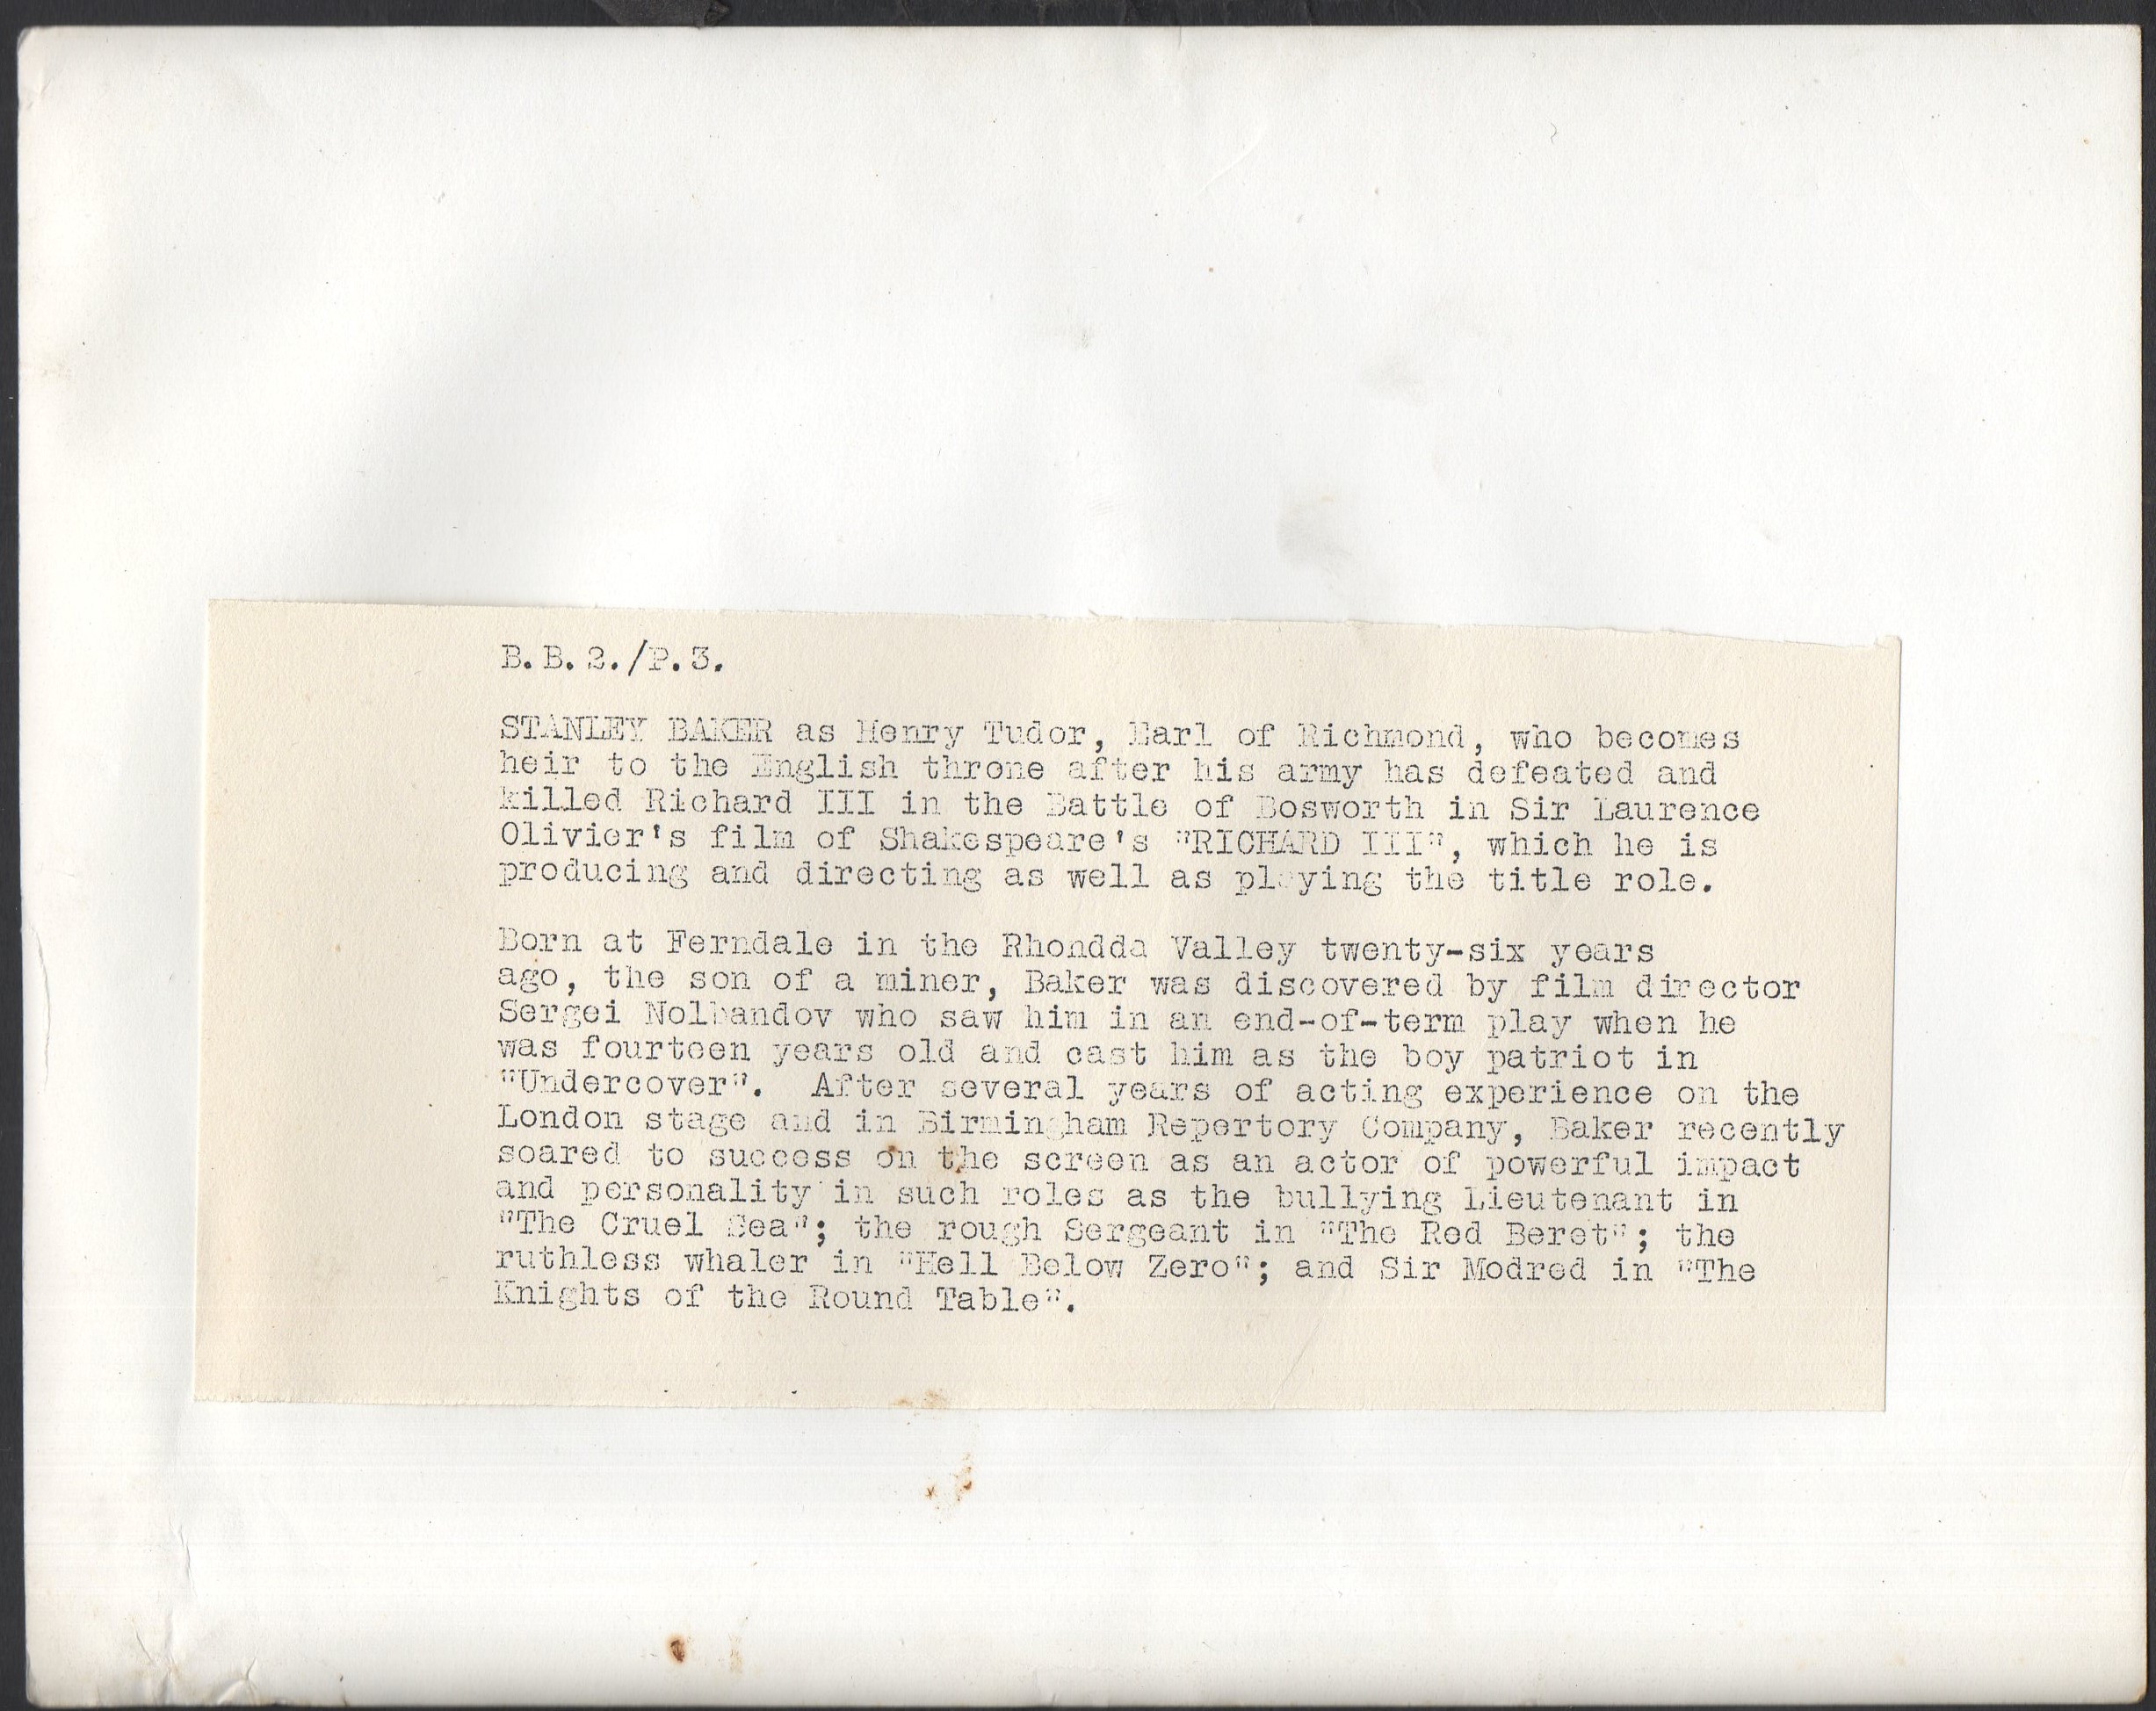 B.B.2./P.3.
STANLEY BAKER as Henry Tudor, Earl of Richmond, who becomes
heir to the English throne after his army has defeated and
killed Richard III in the Battle of Bosworth in Sir Laurence
Olivier's film of Shakespeare's "RICHARD III", which he is
producing and directing as well as playing the title role.
Born at Ferndale in the Rhondda Valley twenty-six years
ago, the son of a miner, Baker was discovered by film director
Sergei Nolbandov who saw him in an end-of-term play when he
was fourteen years old and cast him as the boy patriot in
"Undercover". After several years of acting experience on the
London stage and in Birmingham Repertory Company, Baker recently
soared to success on the screen as an actor of powerful impact
and personality in such roles as the bullying Lieutenant in
"The Cruel Sea"; the rough Sergeant in "The Red Beret"; the
ruthless whaler in "Hell Below Zero"; and Sir Modred in "The
Knights of the Round Table".